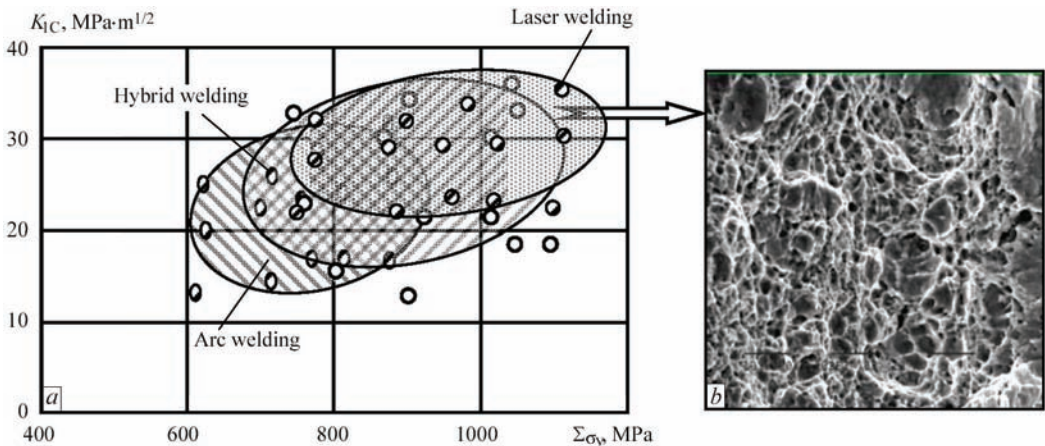 K1C, MPa·m1/2
Laser welding
40
Hybrid welding
30
20
Arc welding
10
a
b
0
400
600
800
1000
Σσy, MPa